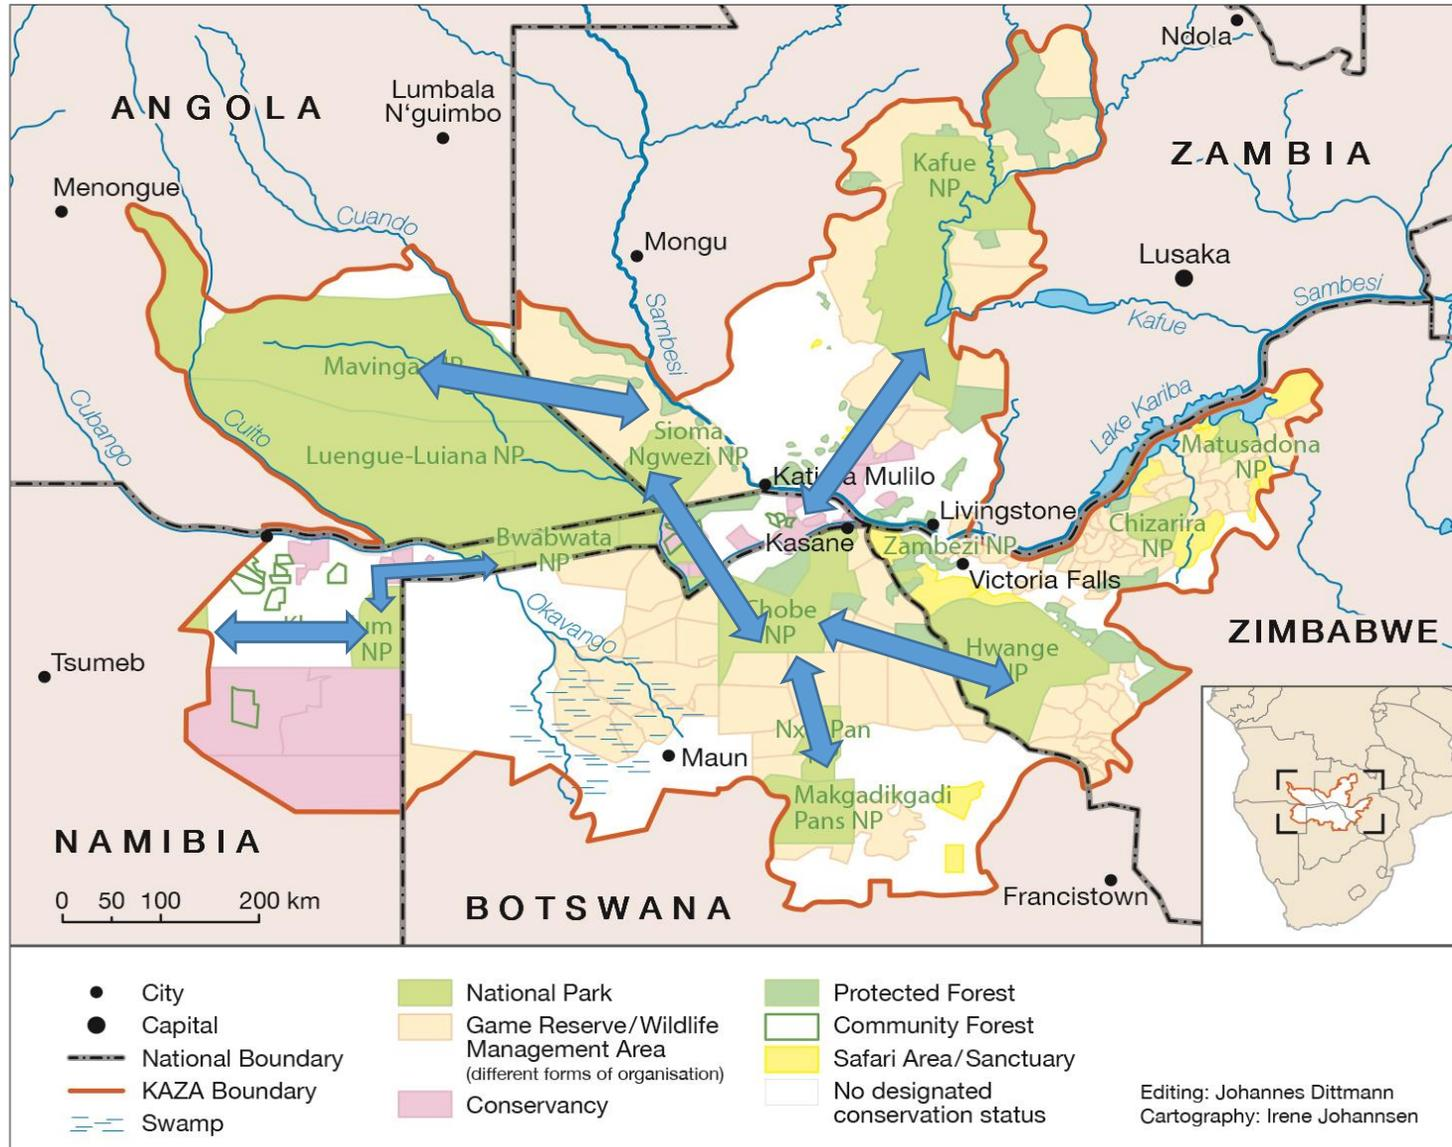 Ndola
Lumbala
N‘guimbo
ANGOLA
ZAMBIA
Kafue
NP
Menongue
Cuando
Mongu
Lusaka
Sambesi
Sambesi
Kafue
Mavinga NP
Cubango
Cuito
Lake Kariba
Sioma
Ngwezi NP
Luengue-Luiana NP
Matusadona
NP
Katima Mulilo
Livingstone
Chizarira
NP
Bwabwata
NP
Kasane
Zambezi NP
Victoria Falls
Okavango
Chobe
NP
NP
ZIMBABWE
Hwange
NP
Tsumeb
Pan
Maun
Makgadikgadi
Pans NP
NAMIBIA
0 50 100 200 km
BOTSWANA
Francistown
City
Capital
National Boundary
KAZA Boundary
Swamp
National Park
Game Reserve/Wildlife
Management Area
(different forms of organisation)
Conservancy
Protected Forest
Community Forest
Safari Area/Sanctuary
No designated
conservation status
Editing: Johannes Dittmann
Cartography: Irene Johannsen